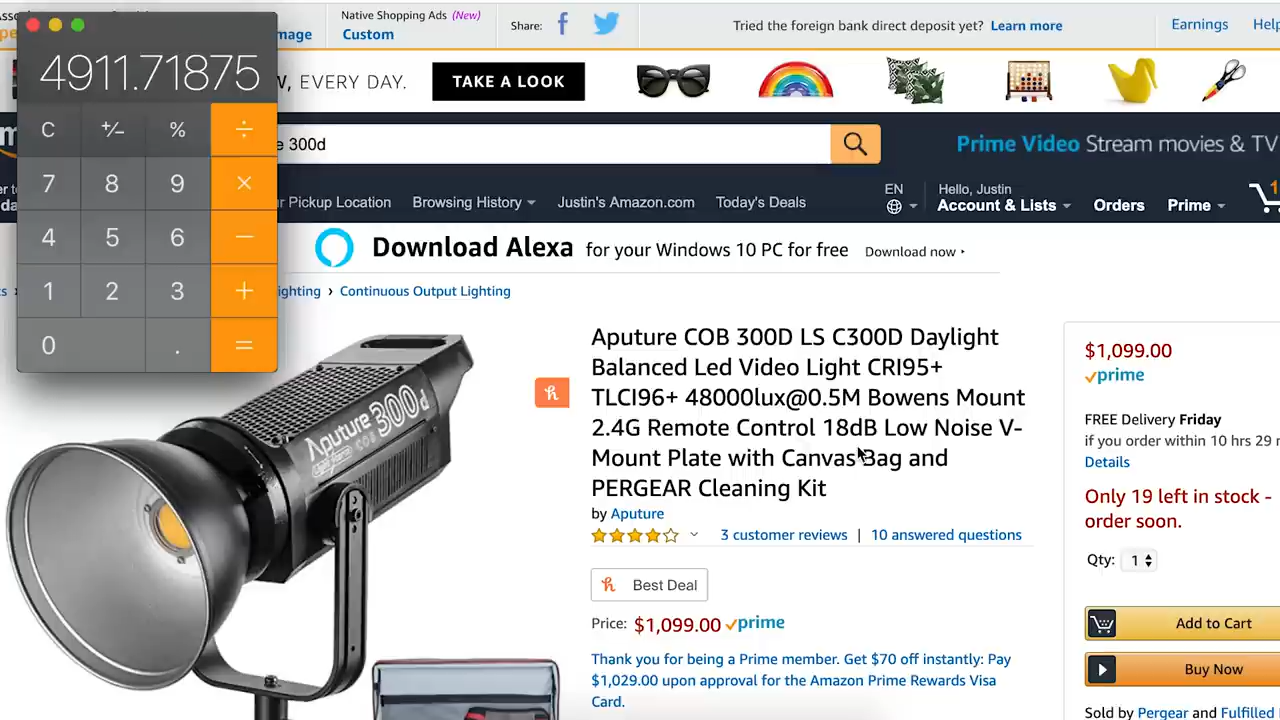 Native Shopping Ads (New)
Custom
Share:
Tried the foreign bank direct deposit yet? Learn more
Earnings
, EVERY DAY.
TAKE A LOOK
4911.71875
C +/− % ÷
7 8 9 ×
4 5 6 −
1 2 3 +
0 . =
300d
Prime Video Stream movies & TV
Pickup Location
Browsing History
Justin's Amazon.com
Today's Deals
EN
Hello, Justin
Account & Lists
Orders
Prime
Download Alexa for your Windows 10 PC for free Download now
› Continuous Output Lighting
Aputure COB 300D LS C300D Daylight
Balanced Led Video Light CRI95+
TLCI96+ 48000lux@0.5M Bowens Mount
2.4G Remote Control 18dB Low Noise V-
Mount Plate with Canvas Bag and
PERGEAR Cleaning Kit
by Aputure
3 customer reviews | 10 answered questions
Best Deal
Price: $1,099.00 prime
Thank you for being a Prime member. Get $70 off instantly: Pay
$1,029.00 upon approval for the Amazon Prime Rewards Visa
Card.
Aputure
Light Storm COB 300d
$1,099.00
prime
FREE Delivery Friday
if you order within 10 hrs 29
Details
Only 19 left in stock -
order soon.
Qty: 1
Add to Cart
Buy Now
Sold by Pergear and Fulfilled